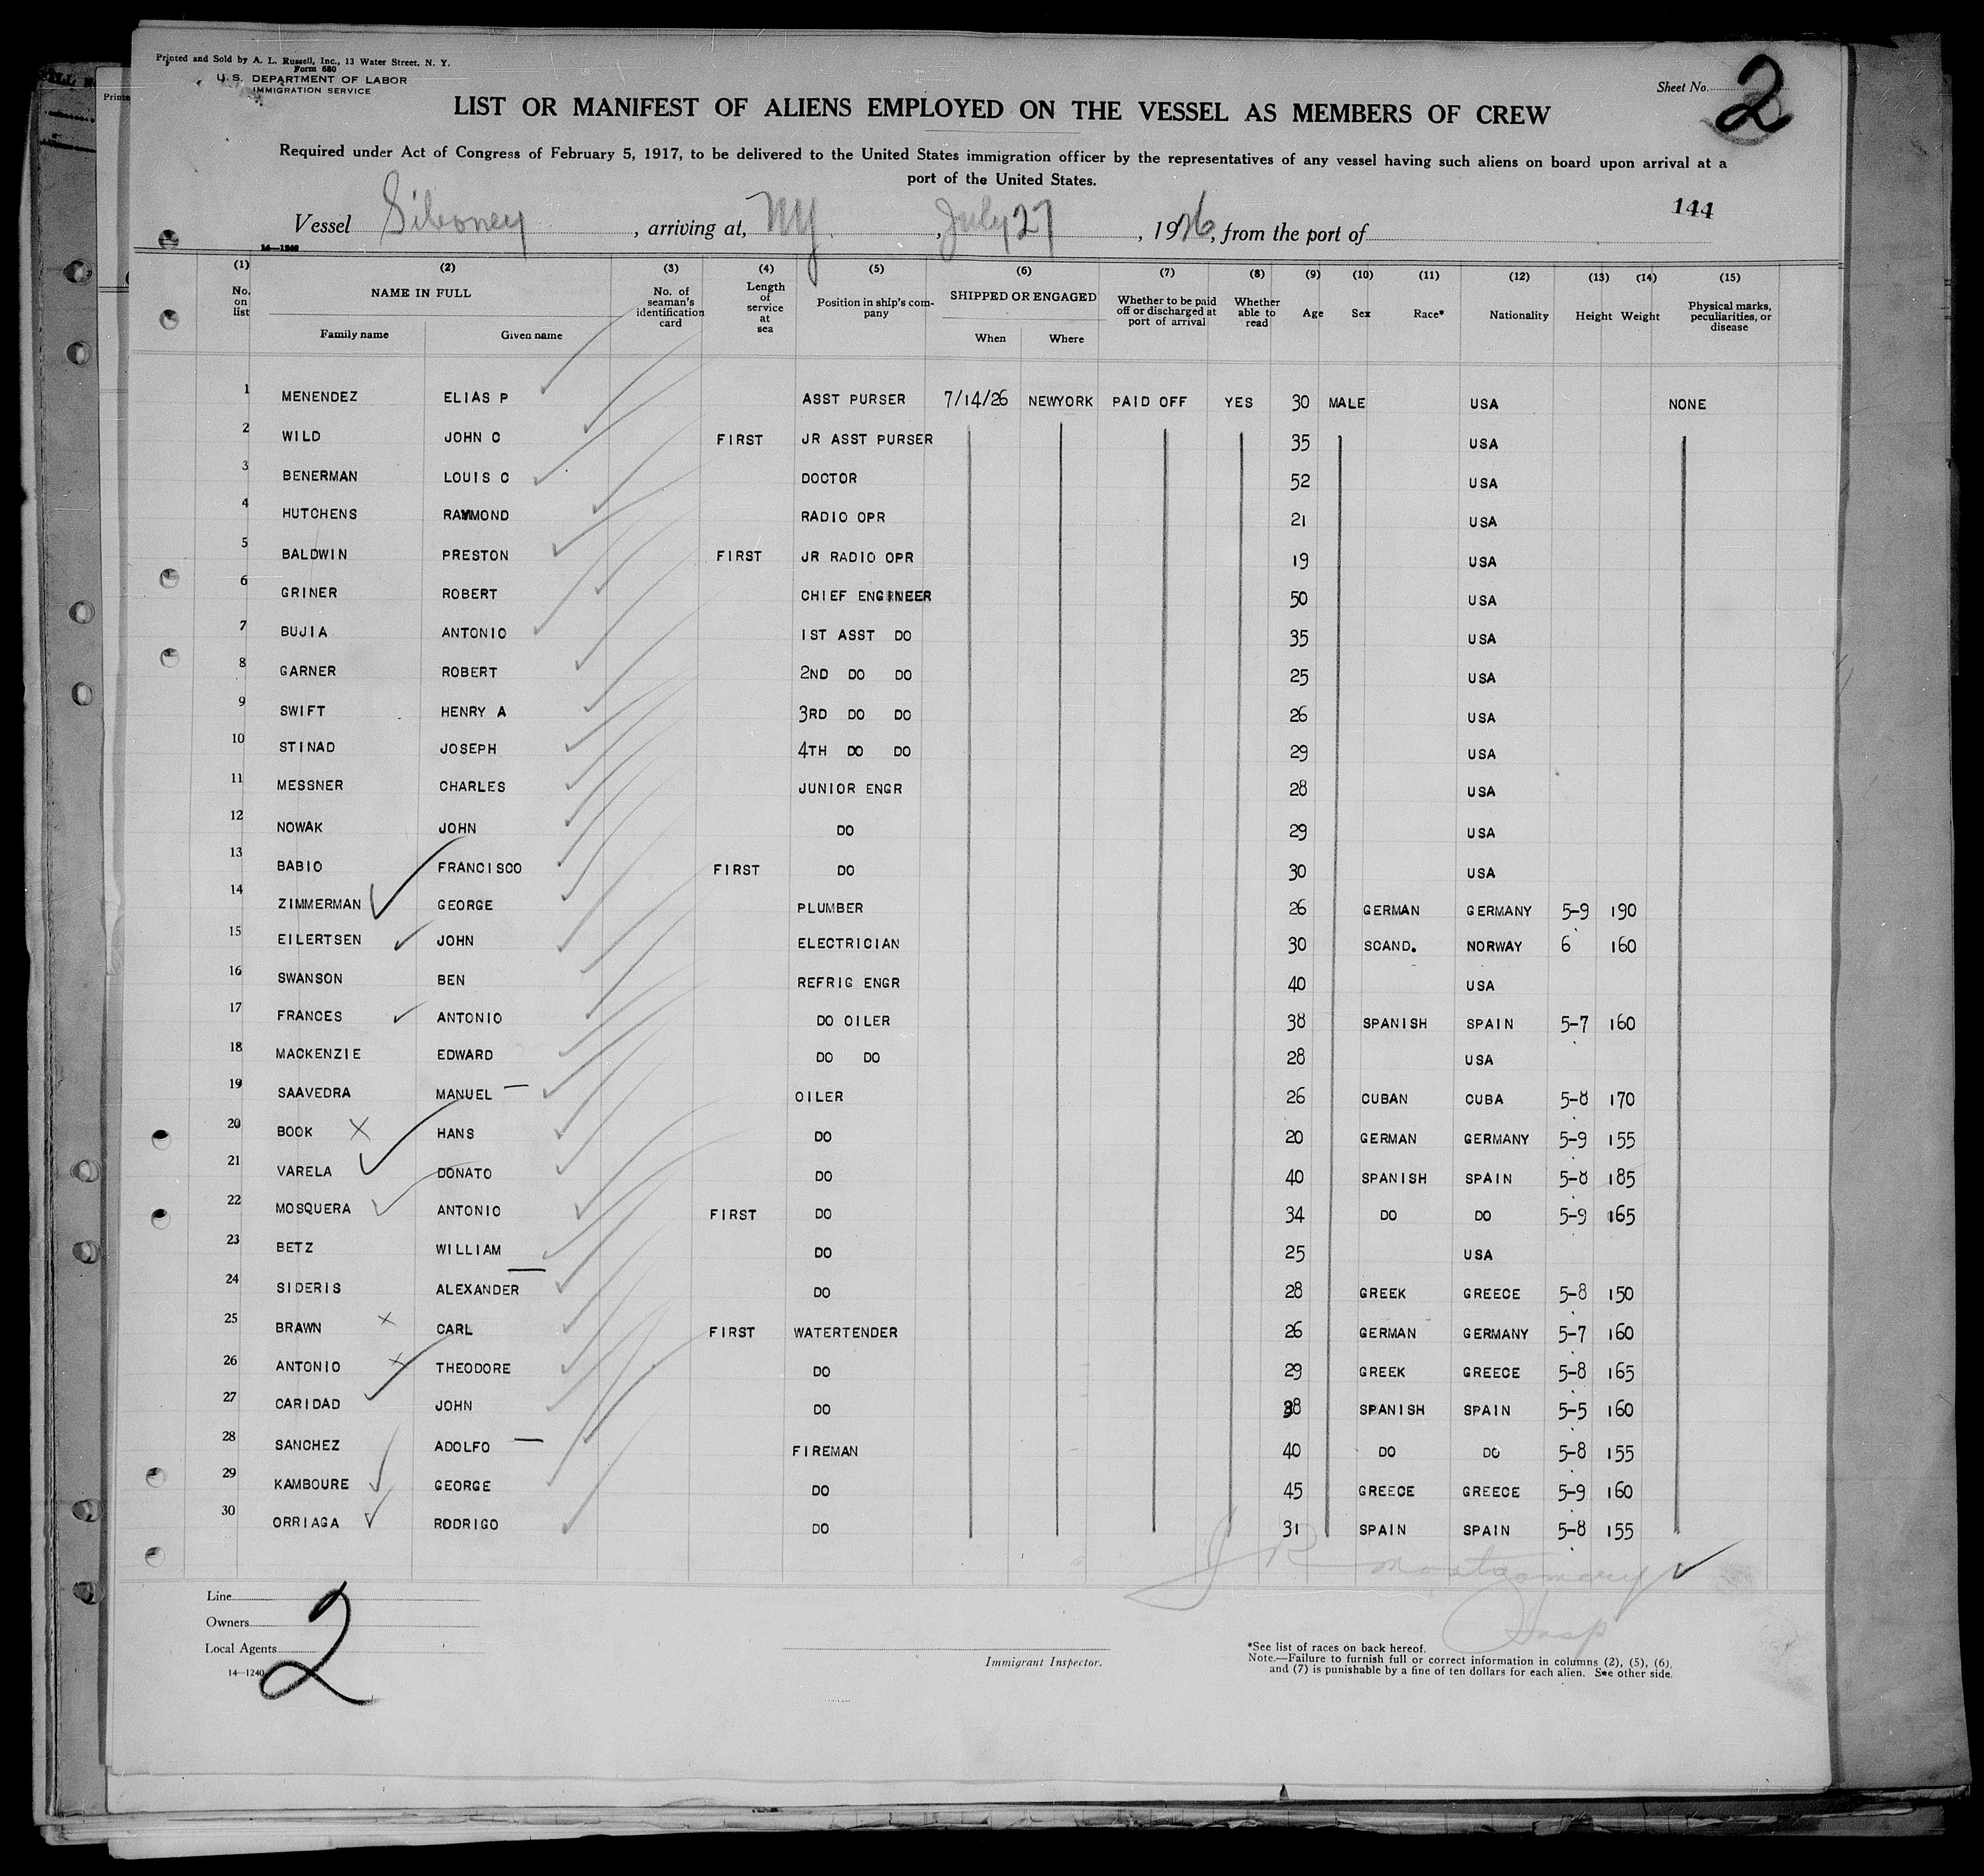 Printed and Sold by A. L. Russell, Inc., 13 Water Street, N. Y.
Form 680
U. S. DEPARTMENT OF LABOR
IMMIGRATION SERVICE
Sheet No. 2
LIST OR MANIFEST OF ALIENS EMPLOYED ON THE VESSEL AS MEMBERS OF CREW
Required under Act of Congress of February 5, 1917, to be delivered to the United States immigration officer by the representatives of any vessel having such aliens on board upon arrival at a
port of the United States.
144
Vessel Siboney, arriving at, NY, July 27, 1926, from the port of
14—1240
(1) (2) (3) (4) (5) (6) (7) (8) (9) (10) (11) (12) (13) (14) (15)
No. on list NAME IN FULL Family name Given name No. of seaman's identification card Length of service at sea Position in ship's company SHIPPED OR ENGAGED When Where Whether to be paid off or discharged at port of arrival Whether able to read Age Sex Race* Nationality Height Weight Physical marks, peculiarities, or disease
1 MENENDEZ ELIAS P ASST PURSER 7/14/26 NEWYORK PAID OFF YES 30 MALE USA NONE
2 WILD JOHN C FIRST JR ASST PURSER 35 USA
3 BENERMAN LOUIS C DOCTOR 52 USA
4 HUTCHENS RAYMOND RADIO OPR 21 USA
5 BALDWIN PRESTON FIRST JR RADIO OPR 19 USA
6 GRINER ROBERT CHIEF ENGINEER 50 USA
7 BUJIA ANTONIO 1ST ASST DO 35 USA
8 GARNER ROBERT 2ND DO DO 25 USA
9 SWIFT HENRY A 3RD DO DO 26 USA
10 STINAD JOSEPH 4TH DO DO 29 USA
11 MESSNER CHARLES JUNIOR ENGR 28 USA
12 NOWAK JOHN DO 29 USA
13 BABIO FRANCISCO FIRST DO 30 USA
14 ZIMMERMAN GEORGE PLUMBER 26 GERMAN GERMANY 5-9 190
15 EILERTSEN JOHN ELECTRICIAN 30 SCAND. NORWAY 6 160
16 SWANSON BEN REFRIG ENGR 40 USA
17 FRANCES ANTONIO DO OILER 38 SPANISH SPAIN 5-7 160
18 MACKENZIE EDWARD DO DO 28 USA
19 SAAVEDRA MANUEL OILER 26 CUBAN CUBA 5-8 170
20 BOOK HANS DO 20 GERMAN GERMANY 5-9 155
21 VARELA DONATO DO 40 SPANISH SPAIN 5-8 185
22 MOSQUERA ANTONIO FIRST DO 34 DO DO 5-9 165
23 BETZ WILLIAM DO 25 USA
24 SIDERIS ALEXANDER DO 28 GREEK GREECE 5-8 150
25 BRAWN CARL FIRST WATERTENDER 26 GERMAN GERMANY 5-7 160
26 ANTONIO THEODORE DO 29 GREEK GREECE 5-8 165
27 CARIDAD JOHN DO 38 SPANISH SPAIN 5-5 160
28 SANCHEZ ADOLFO FIREMAN 40 DO DO 5-8 155
29 KAMBOURE GEORGE DO 45 GREECE GREECE 5-9 160
30 ORRIAGA RODRIGO DO 31 SPAIN SPAIN 5-8 155
J R Montgomery
Insp
Line
Owners
Local Agents
14—1240
2
Immigrant Inspector.
*See list of races on back hereof.
Note.—Failure to furnish full or correct information in columns (2), (5), (6),
and (7) is punishable by a fine of ten dollars for each alien. See other side.